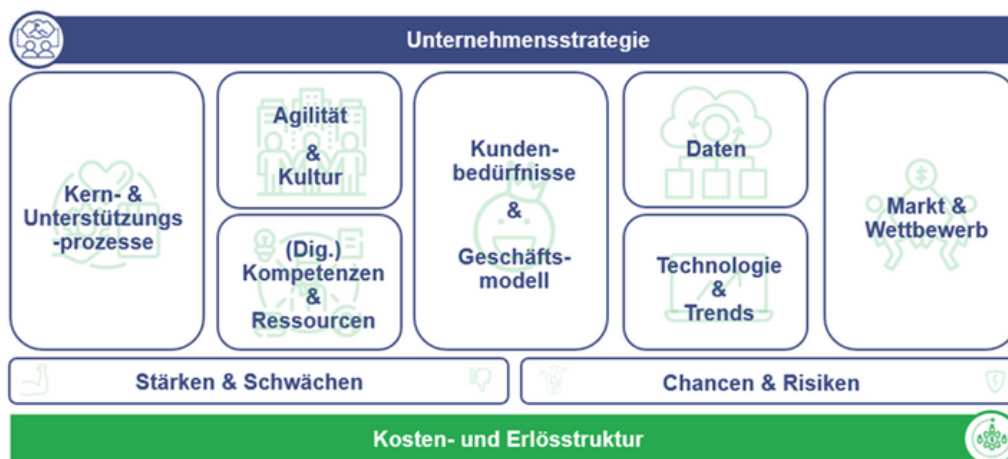 Unternehmensstrategie
Kern- &
Unterstützungs
-prozesse
Agilität
&
Kultur
(Dig.)
Kompetenzen
&
Ressourcen
Kunden-
bedürfnisse
&
Geschäfts-
modell
Daten
Technologie
&
Trends
Markt &
Wettbewerb
Stärken & Schwächen
Chancen & Risiken
Kosten- und Erlösstruktur